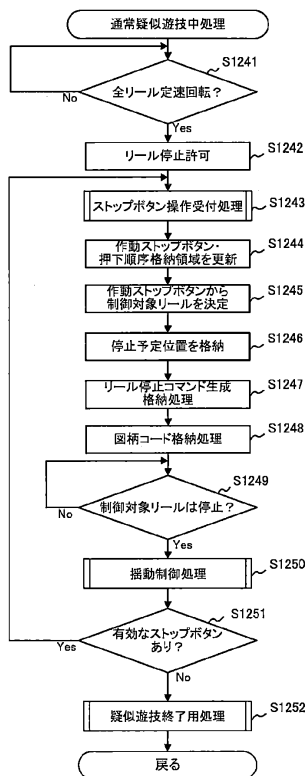 通常疑似遊技中処理
S1241
全リール定速回転？
No
Yes
リール停止許可
S1242
ストップボタン操作受付処理
S1243
作動ストップボタン・
押下順序格納領域を更新
S1244
作動ストップボタンから
制御対象リールを決定
S1245
停止予定位置を格納
S1246
リール停止コマンド生成
格納処理
S1247
図柄コード格納処理
S1248
S1249
制御対象リールは停止？
No
Yes
揺動制御処理
S1250
S1251
有効なストップボタン
あり？
Yes
No
疑似遊技終了用処理
S1252
戻る